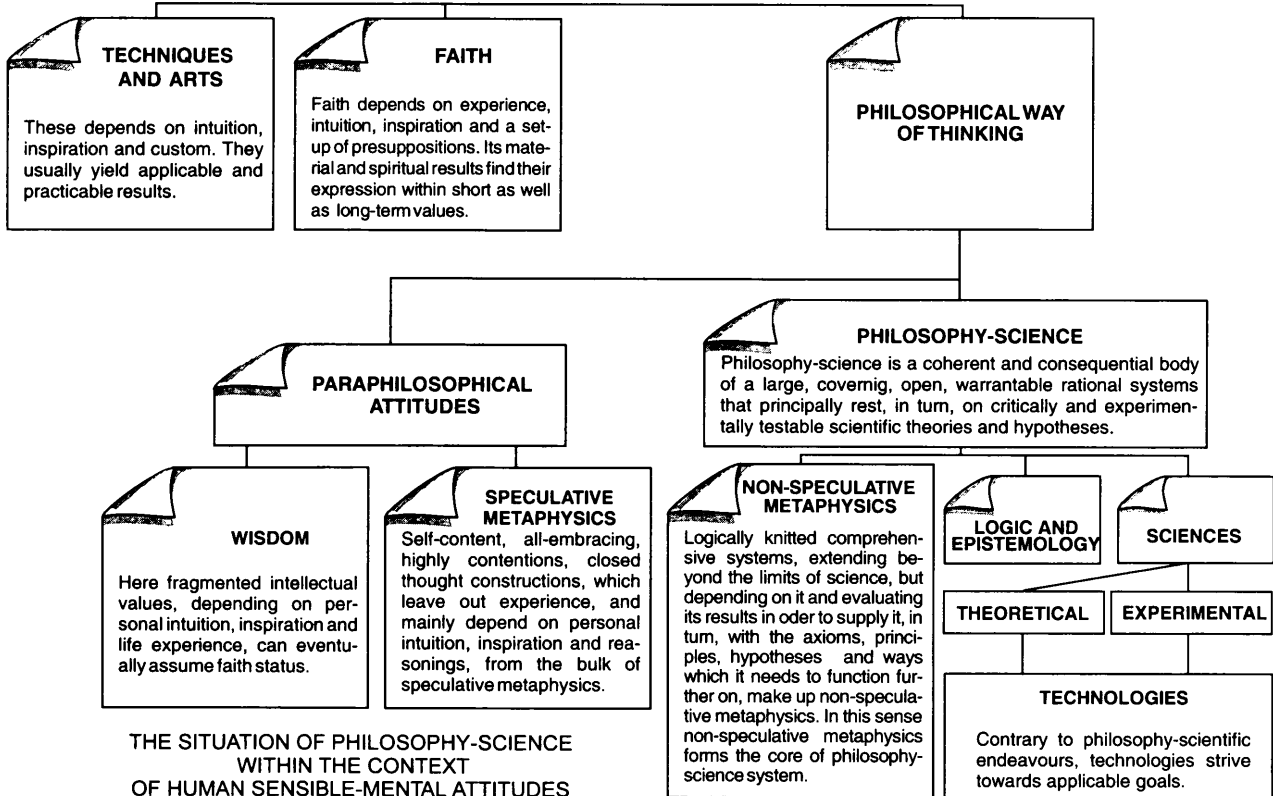 TECHNIQUES
AND ARTS
These depends on intuition,
inspiration and custom. They
usually yield applicable and
practicable results.
FAITH
Faith depends on experience,
intuition, inspiration and a set-
up of presuppositions. Its mate-
rial and spiritual results find their
expression within short as well
as long-term values.
PHILOSOPHICAL WAY
OF THINKING
PARAPHILOSOPHICAL
ATTITUDES
PHILOSOPHY-SCIENCE
Philosophy-science is a coherent and consequential body
of a large, covernig, open, warrantable rational systems
that principally rest, in turn, on critically and experimen-
tally testable scientific theories and hypotheses.
WISDOM
Here fragmented intellectual
values, depending on per-
sonal intuition, inspiration and
life experience, can eventu-
ally assume faith status.
SPECULATIVE
METAPHYSICS
Self-content, all-embracing,
highly contentions, closed
thought constructions, which
leave out experience, and
mainly depend on personal
intuition, inspiration and rea-
sonings, from the bulk of
speculative metaphysics.
NON-SPECULATIVE
METAPHYSICS
Logically knitted comprehen-
sive systems, extending be-
yond the limits of science, but
depending on it and evaluating
its results in oder to supply it, in
turn, with the axioms, princi-
ples, hypotheses and ways
which it needs to function fur-
ther on, make up non-specula-
tive metaphysics. In this sense
non-speculative metaphysics
forms the core of philosophy-
science system.
LOGIC AND
EPISTEMOLOGY
SCIENCES
THEORETICAL
EXPERIMENTAL
TECHNOLOGIES
Contrary to philosophy-scientific
endeavours, technologies strive
towards applicable goals.
THE SITUATION OF PHILOSOPHY-SCIENCE
WITHIN THE CONTEXT
OF HUMAN SENSIBLE-MENTAL ATTITUDES